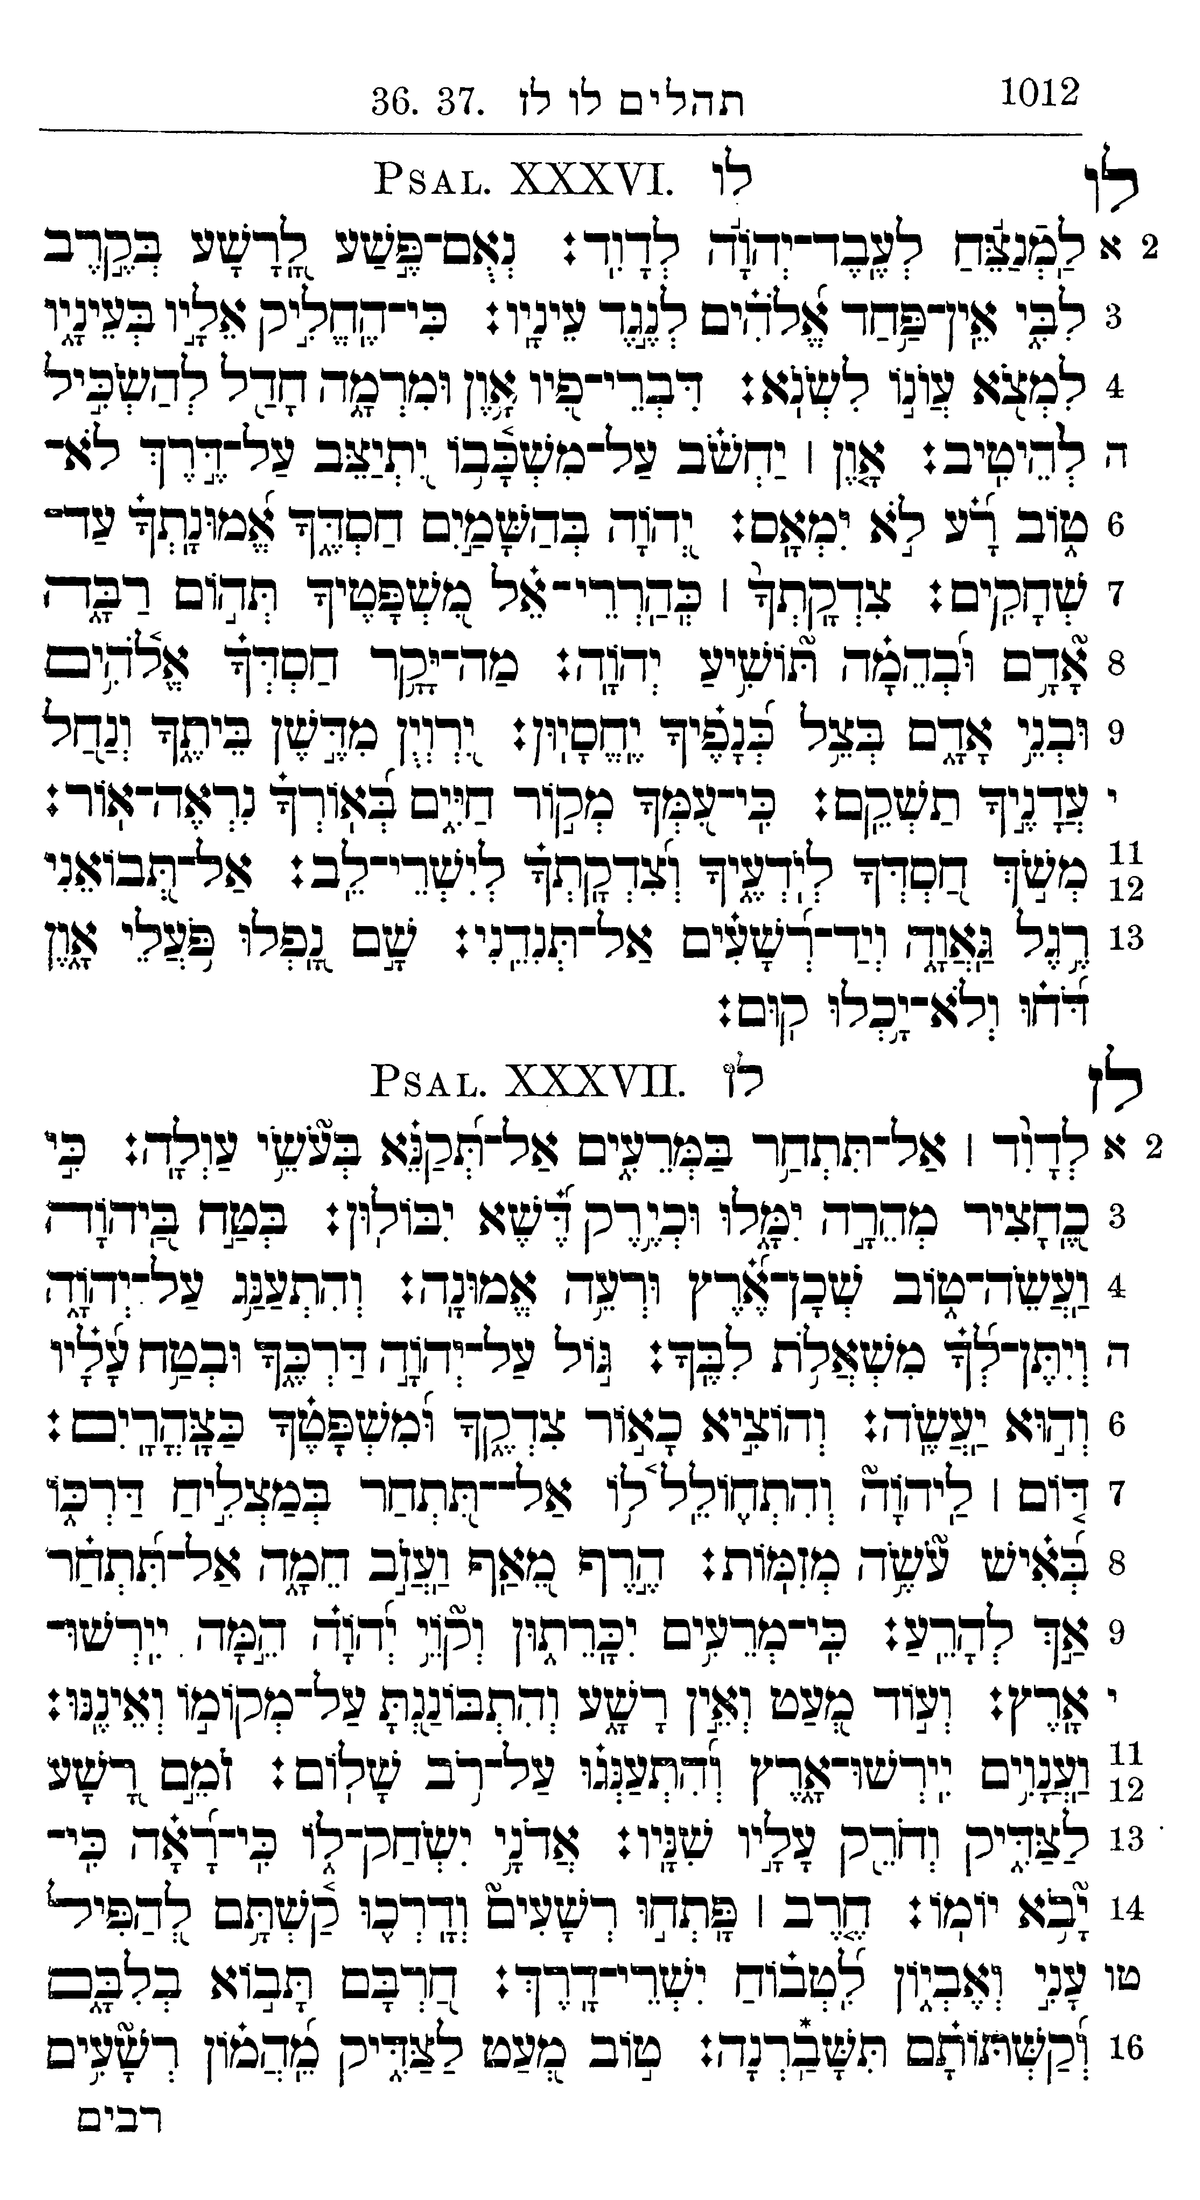 36. 37. תהלים לו לז 1012
לו PSAL. XXXVI. לו
2 א לַמְנַצֵּחַ לְעֶבֶד־יְהוָה לְדָוִד׃ נְאֻם־פֶּשַׁע לָרָשָׁע בְּקֶרֶב
3 לִבִּי אֵין־פַּחַד אֱלֹהִים לְנֶגֶד עֵינָיו׃ כִּי־הֶחֱלִיק אֵלָיו בְּעֵינָיו
4 לִמְצֹא עֲוֹנוֹ לִשְׂנֹא׃ דִּבְרֵי־פִיו אָוֶן וּמִרְמָה חָדַל לְהַשְׂכִּיל
ה לְהֵיטִיב׃ אָוֶן ׀ יַחְשֹׁב עַל־מִשְׁכָּבוֹ יִתְיַצֵּב עַל־דֶּרֶךְ לֹא־
6 טוֹב רָע לֹא יִמְאָס׃ יְהוָה בְּהַשָּׁמַיִם חַסְדֶּךָ אֱמוּנָתְךָ עַד־
7 שְׁחָקִים׃ צִדְקָתְךָ ׀ כְּהַרְרֵי־אֵל מִשְׁפָּטֶיךָ תְּהוֹם רַבָּה
8 אָדָם וּבְהֵמָה תּוֹשִׁיעַ יְהוָה׃ מַה־יָּקָר חַסְדְּךָ אֱלֹהִים
9 וּבְנֵי אָדָם בְּצֵל כְּנָפֶיךָ יֶחֱסָיוּן׃ יִרְוְיֻן מִדֶּשֶׁן בֵּיתֶךָ וְנַחַל
י עֲדָנֶיךָ תַשְׁקֵם׃ כִּי־עִמְּךָ מְקוֹר חַיִּים בְּאוֹרְךָ נִרְאֶה־אוֹר׃
11 12 מְשֹׁךְ חַסְדְּךָ לְיֹדְעֶיךָ וְצִדְקָתְךָ לְיִשְׁרֵי־לֵב׃ אַל־תְּבוֹאֵנִי
13 רֶגֶל גַּאֲוָה וְיַד־רְשָׁעִים אַל־תְּנִדֵנִי׃ שָׁם נָפְלוּ פֹּעֲלֵי אָוֶן
דֹּחוּ וְלֹא־יָכְלוּ קוּם׃
לז PSAL. XXXVII. לז
2 א לְדָוִד ׀ אַל־תִּתְחַר בַּמְּרֵעִים אַל־תְּקַנֵּא בְּעֹשֵׂי עַוְלָה׃ כִּי
3 כֶחָצִיר מְהֵרָה יִמָּלוּ וּכְיֶרֶק דֶּשֶׁא יִבּוֹלוּן׃ בְּטַח בַּיהוָה
4 וַעֲשֵׂה־טוֹב שְׁכָן־אֶרֶץ וּרְעֵה אֱמוּנָה׃ וְהִתְעַנַּג עַל־יְהוָה
ה וְיִתֶּן־לְךָ מִשְׁאֲלֹת לִבֶּךָ׃ גּוֹל עַל־יְהוָה דַּרְכֶּךָ וּבְטַח עָלָיו
6 וְהוּא יַעֲשֶׂה׃ וְהוֹצִיא כָאוֹר צִדְקֶךָ וּמִשְׁפָּטֶךָ כַּצָּהֳרָיִם׃
7 דּוֹם ׀ לַיהוָה וְהִתְחוֹלֵל לוֹ אַל־תִּתְחַר בְּמַצְלִיחַ דַּרְכּוֹ
8 בְּאִישׁ עֹשֶׂה מְזִמּוֹת׃ הֶרֶף מֵאַף וַעֲזֹב חֵמָה אַל־תִּתְחַר
9 אַךְ לְהָרֵעַ׃ כִּי־מְרֵעִים יִכָּרֵתוּן וְקוֵֹי יְהוָה הֵמָּה יִירְשׁוּ־
י אָרֶץ׃ וְעוֹד מְעַט וְאֵין רָשָׁע וְהִתְבּוֹנַנְתָּ עַל־מְקוֹמוֹ וְאֵינֶנּוּ׃
11 12 וַעֲנָוִים יִירְשׁוּ־אָרֶץ וְהִתְעַנְּגוּ עַל־רֹב שָׁלוֹם׃ זֹמֵם רָשָׁע
13 לַצַּדִּיק וְחֹרֵק עָלָיו שִׁנָּיו׃ אֲדֹנָי יִשְׂחַק־לוֹ כִּי־רָאָה כִּי־
14 יָבֹא יוֹמוֹ׃ חֶרֶב ׀ פָּתְחוּ רְשָׁעִים וְדָרְכוּ קַשְׁתָּם לְהַפִּיל
טו עָנִי וְאֶבְיוֹן לִטְבוֹחַ יִשְׁרֵי־דָרֶךְ׃ חַרְבָּם תָּבוֹא בְלִבָּם
16 וְקַשְּׁתוֹתָם תִּשָּׁבַרְנָה׃ טוֹב מְעַט לַצַּדִּיק מֵהֲמוֹן רְשָׁעִים
רבים